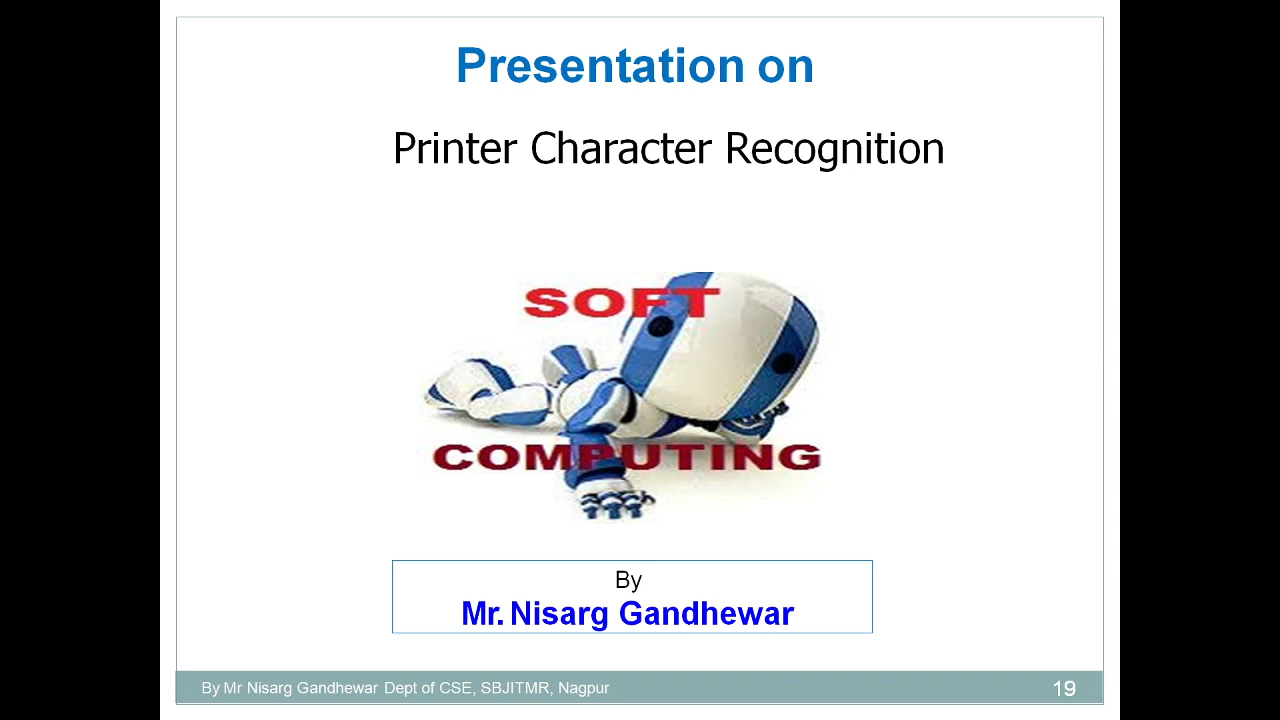 Presentation on
Printer Character Recognition
SOFT
COMPUTING
By
Mr. Nisarg Gandhewar
By Mr Nisarg Gandhewar Dept of CSE, SBJITMR, Nagpur
19